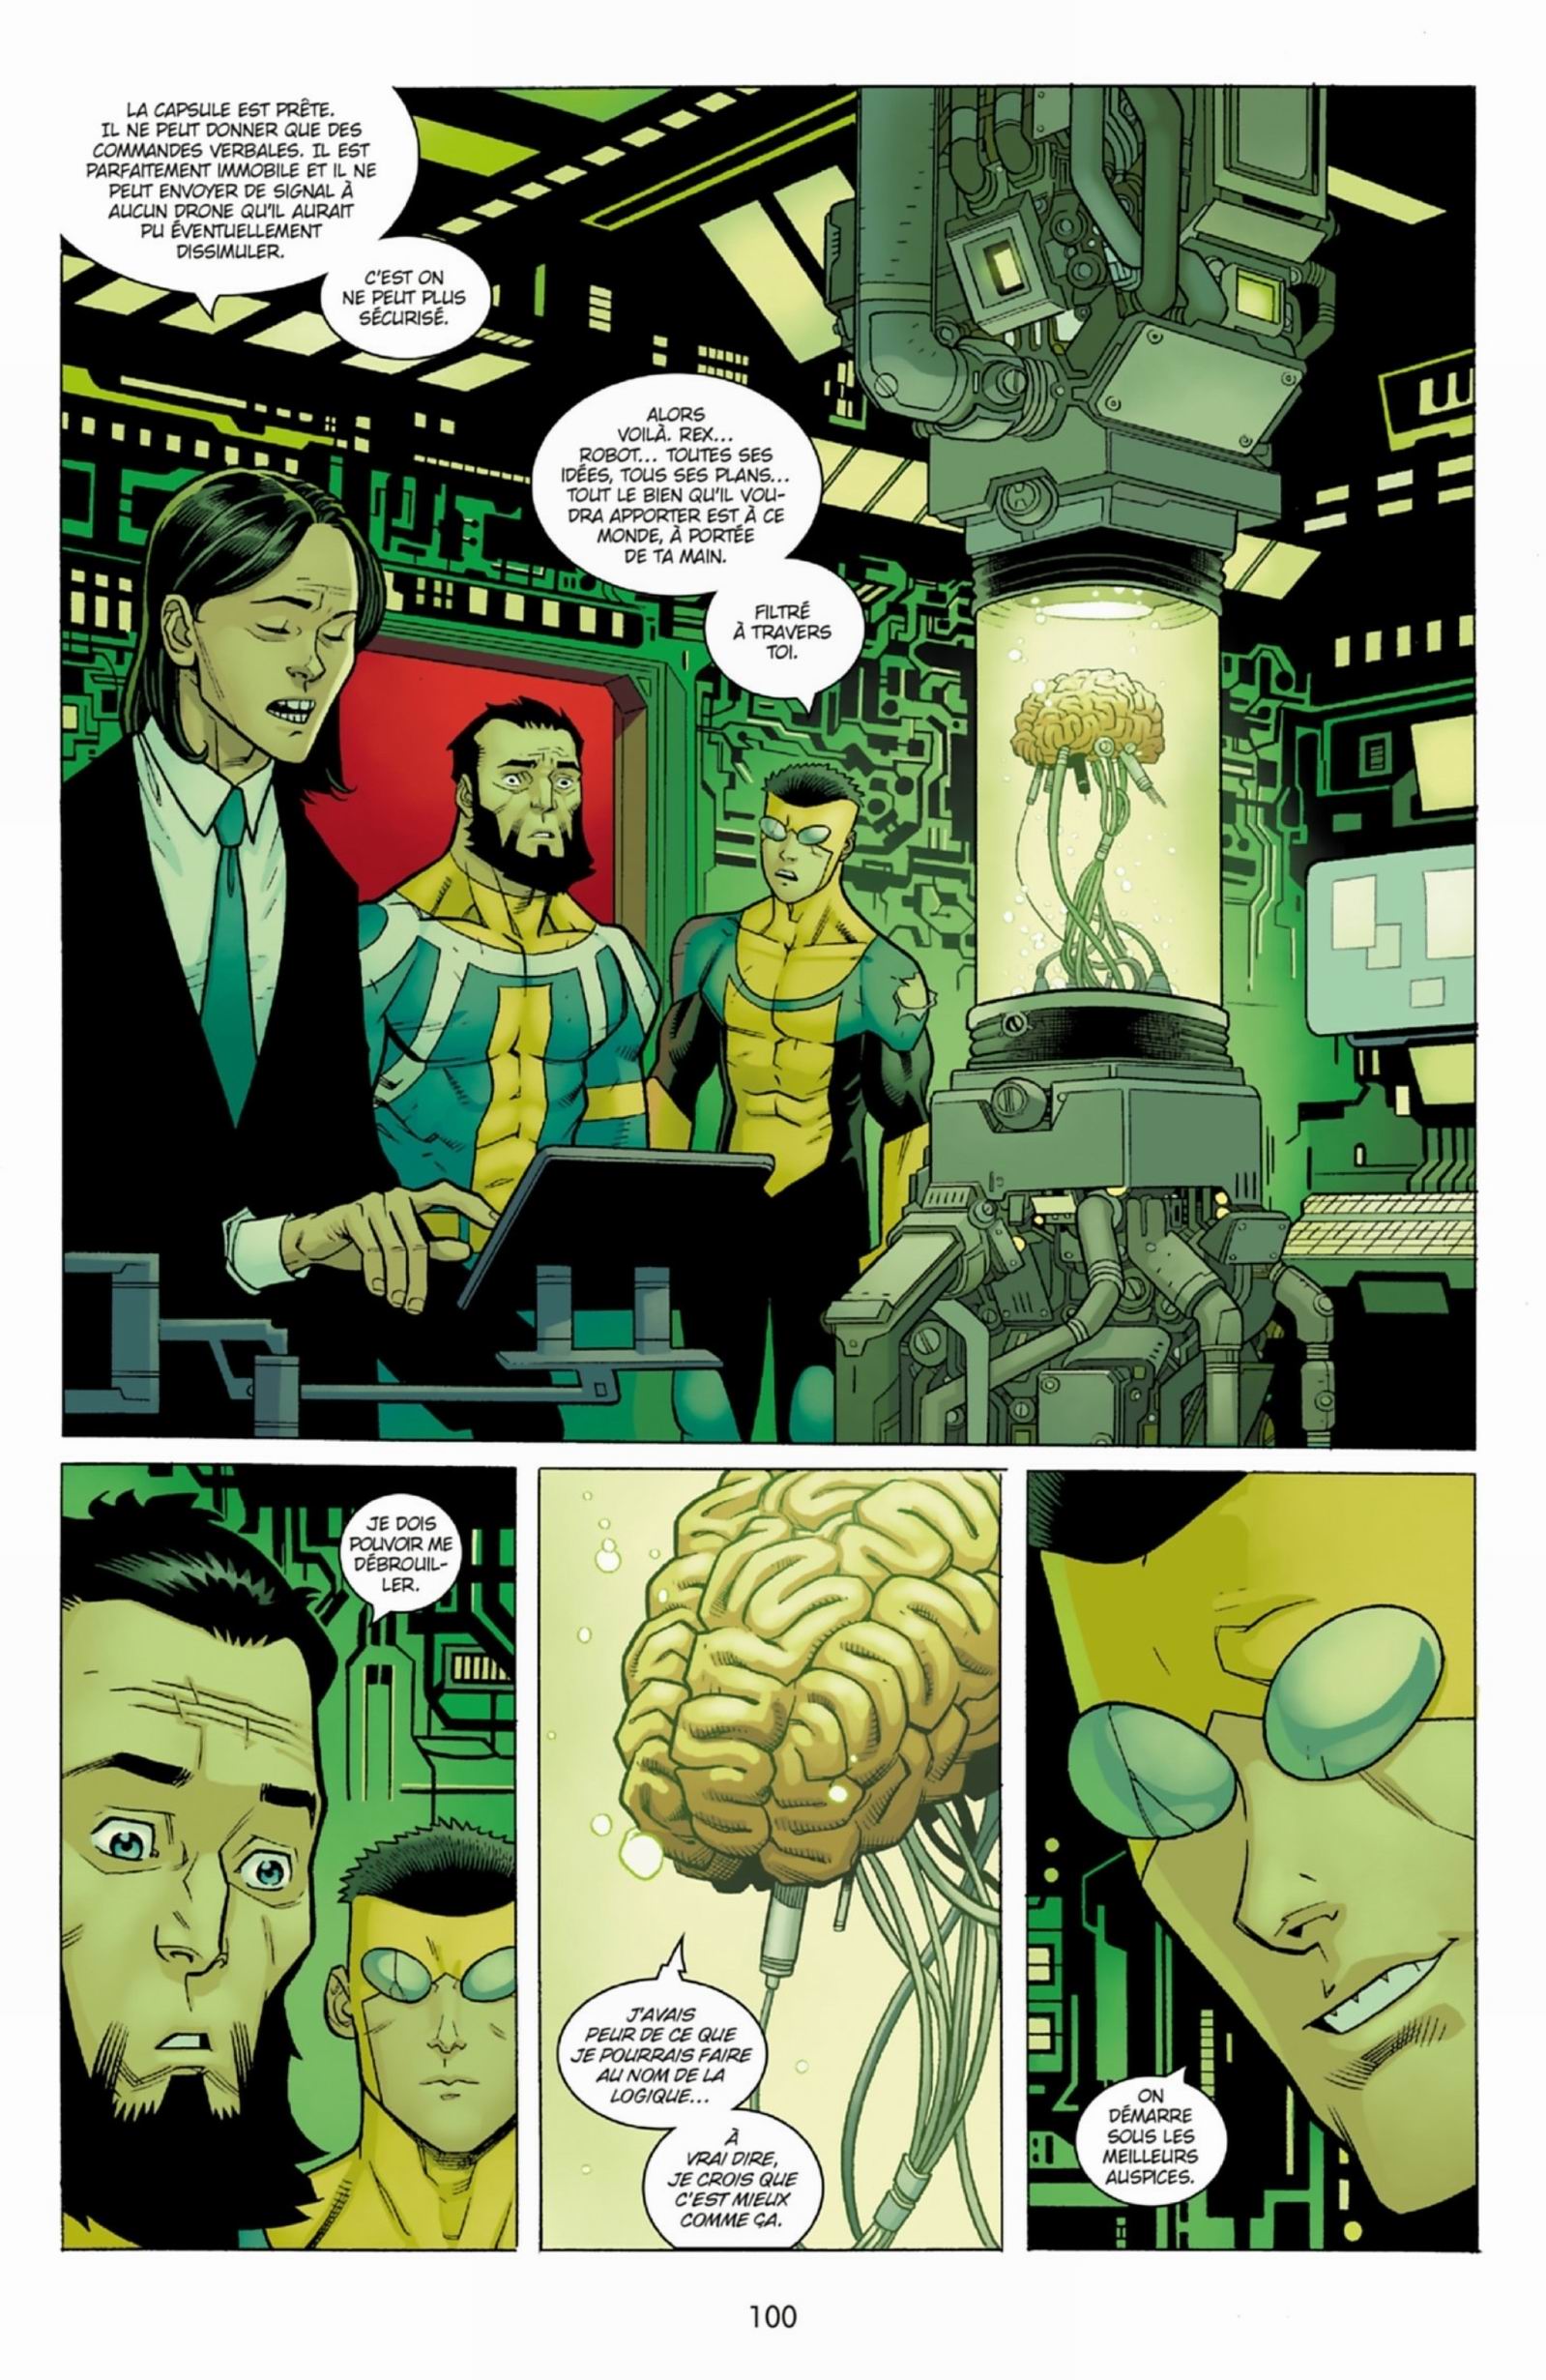 LA CAPSULE EST PRÊTE.
IL NE PEUT DONNER QUE DES
COMMANDES VERBALES. IL EST
PARFAITEMENT IMMOBILE ET IL NE
PEUT ENVOYER DE SIGNAL À
AUCUN DRONE QU'IL AURAIT
PU ÉVENTUELLEMENT
DISSIMULER.
C'EST ON
NE PEUT PLUS
SÉCURISÉ.
ALORS
VOILÀ. REX...
ROBOT... TOUTES SES
IDÉES, TOUS SES PLANS...
TOUT LE BIEN QU'IL VOU-
DRA APPORTER EST À CE
MONDE, À PORTÉE
DE TA MAIN.
FILTRÉ
À TRAVERS
TOI.
JE DOIS
POUVOIR ME
DÉBROUIL-
LER.
J'AVAIS
PEUR DE CE QUE
JE POURRAIS FAIRE
AU NOM DE LA
LOGIQUE...
À
VRAI DIRE,
JE CROIS QUE
C'EST MIEUX
COMME ÇA.
ON
DÉMARRE
SOUS LES
MEILLEURS
AUSPICES.
100